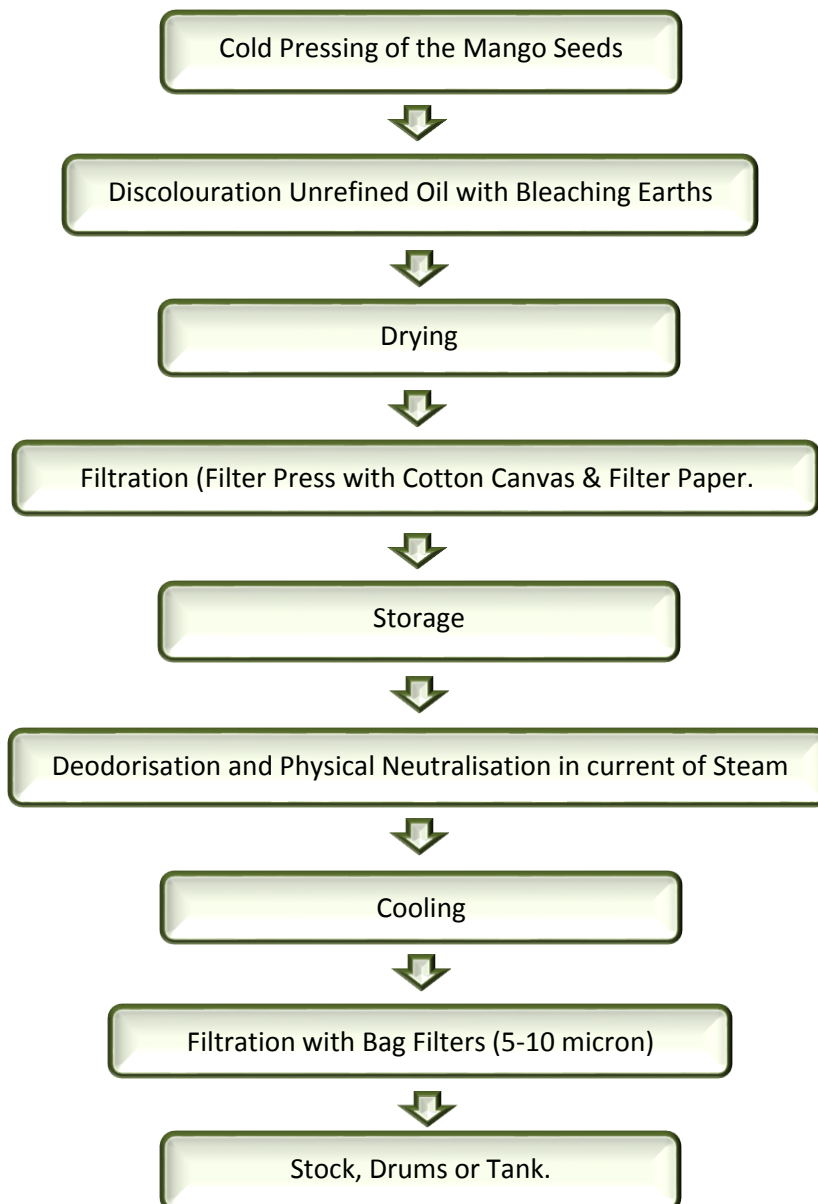 Cold Pressing of the Mango Seeds
Discolouration Unrefined Oil with Bleaching Earths
Drying
Filtration (Filter Press with Cotton Canvas & Filter Paper.
Storage
Deodorisation and Physical Neutralisation in current of Steam
Cooling
Filtration with Bag Filters (5-10 micron)
Stock, Drums or Tank.